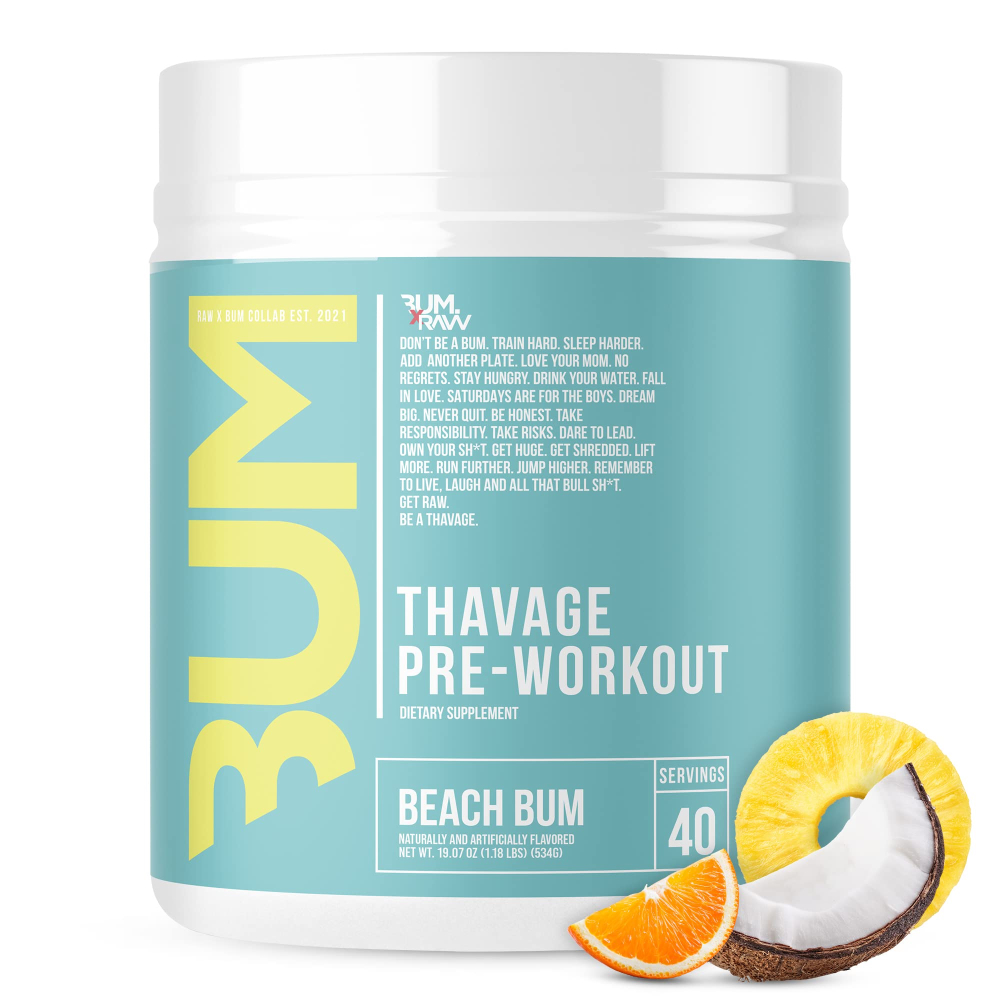 BUM
RAW X BUM COLLAB EST. 2021
BUM.
X RAW
DON'T BE A BUM. TRAIN HARD. SLEEP HARDER.
ADD ANOTHER PLATE. LOVE YOUR MOM. NO
REGRETS. STAY HUNGRY. DRINK YOUR WATER. FALL
IN LOVE. SATURDAYS ARE FOR THE BOYS. DREAM
BIG. NEVER QUIT. BE HONEST. TAKE
RESPONSIBILITY. TAKE RISKS. DARE TO LEAD.
OWN YOUR SH*T. GET HUGE. GET SHREDDED. LIFT
MORE. RUN FURTHER. JUMP HIGHER. REMEMBER
TO LIVE, LAUGH AND ALL THAT BULL SH*T.
GET RAW.
BE A THAVAGE.
THAVAGE
PRE-WORKOUT
DIETARY SUPPLEMENT
BEACH BUM
NATURALLY AND ARTIFICIALLY FLAVORED
NET WT. 19.07 OZ (1.18 LBS) (534G)
SERVINGS
40